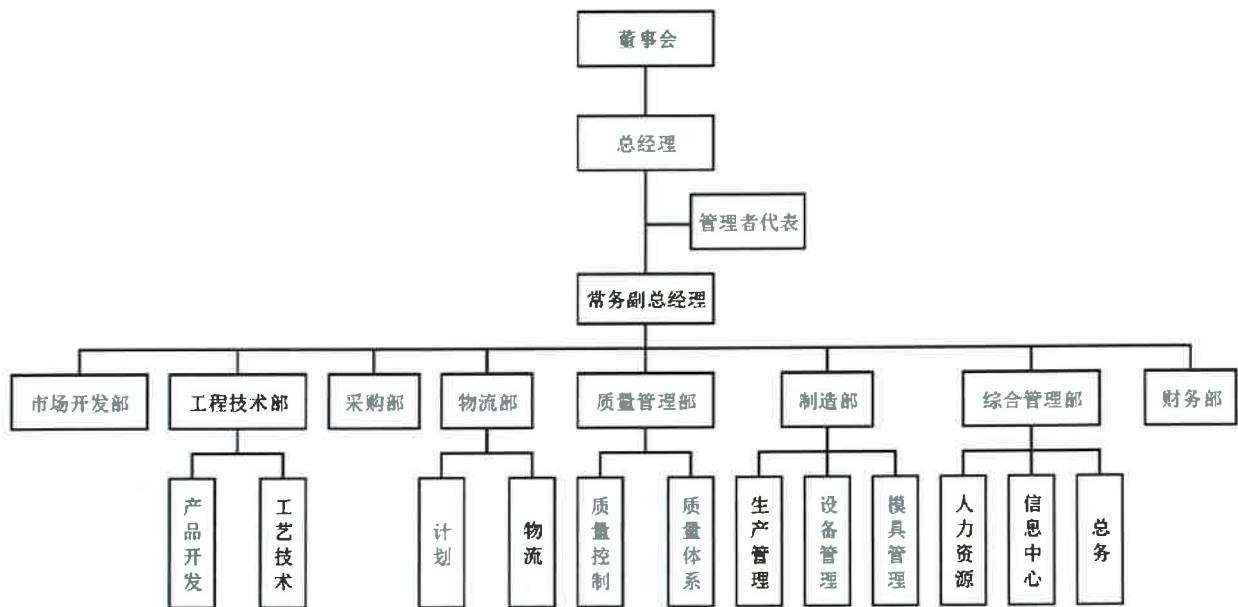 董事会
总经理
管理者代表
常务副总经理
市场开发部
工程技术部
采购部
物流部
质量管理部
制造部
综合管理部
财务部
产品开发
工艺技术
计划
物流
质量控制
质量体系
生产管理
设备管理
模具管理
人力资源
信息中心
总务